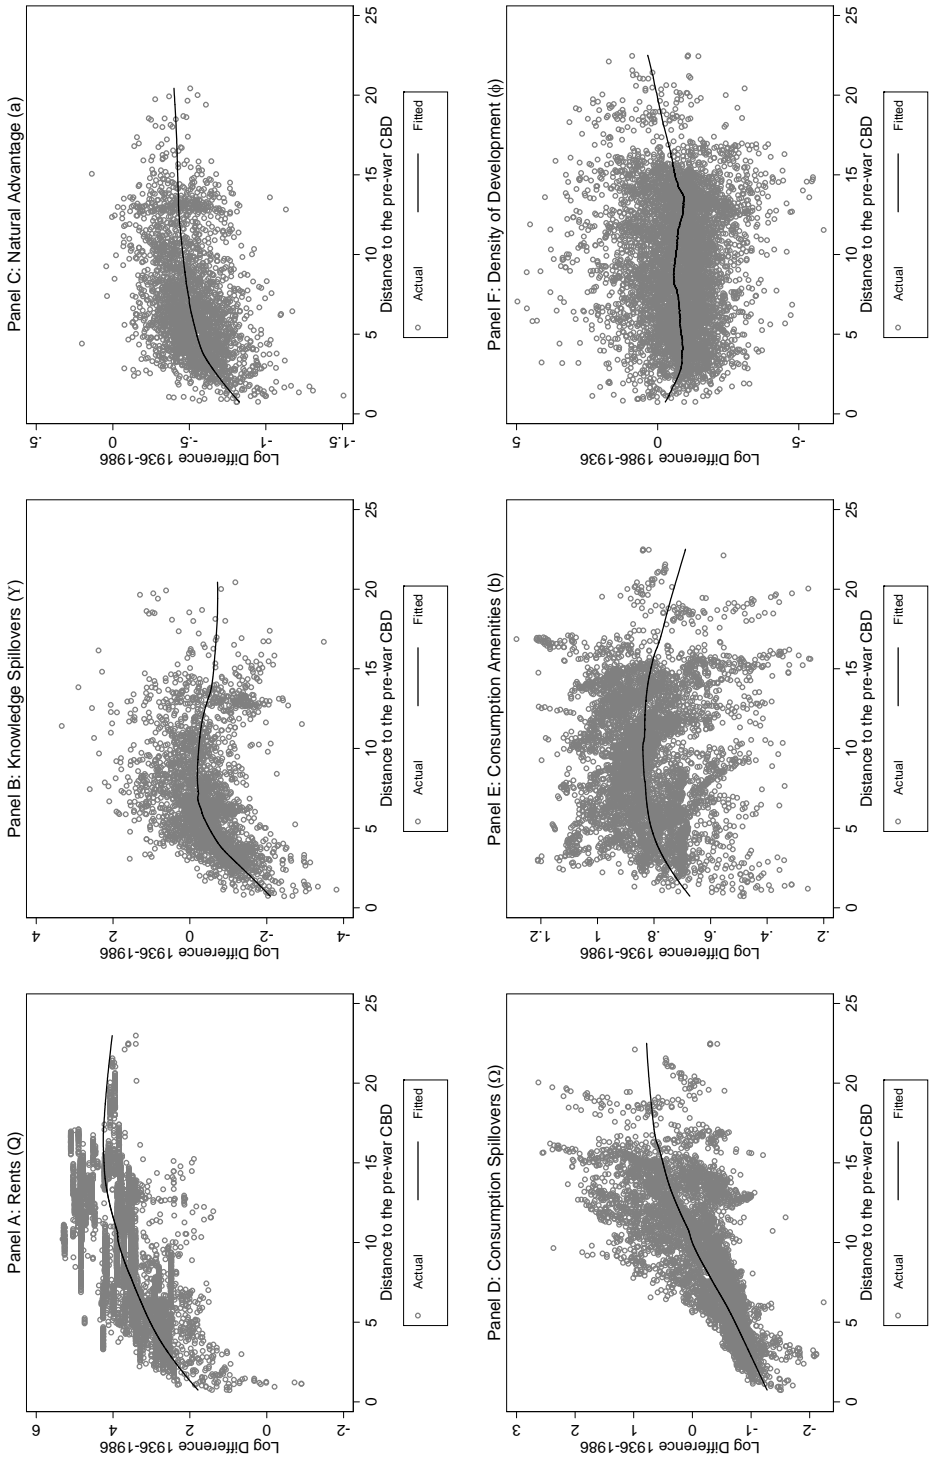 Panel A: Rents (Q)
Log Difference 1936-1986
6
4
2
0
-2
0 5 10 15 20 25
Distance to the pre-war CBD
Actual Fitted
Panel B: Knowledge Spillovers (Υ)
Log Difference 1936-1986
4
2
0
-2
-4
0 5 10 15 20 25
Distance to the pre-war CBD
Actual Fitted
Panel C: Natural Advantage (a)
Log Difference 1936-1986
.5
0
-.5
-1
-1.5
0 5 10 15 20 25
Distance to the pre-war CBD
Actual Fitted
Panel D: Consumption Spillovers (Ω)
Log Difference 1936-1986
3
2
1
0
-1
-2
0 5 10 15 20 25
Distance to the pre-war CBD
Actual Fitted
Panel E: Consumption Amenities (b)
Log Difference 1936-1986
1.2
1
.8
.6
.4
.2
0 5 10 15 20 25
Distance to the pre-war CBD
Actual Fitted
Panel F: Density of Development (ϕ)
Log Difference 1986-1936
5
0
-5
0 5 10 15 20 25
Distance to the pre-war CBD
Actual Fitted